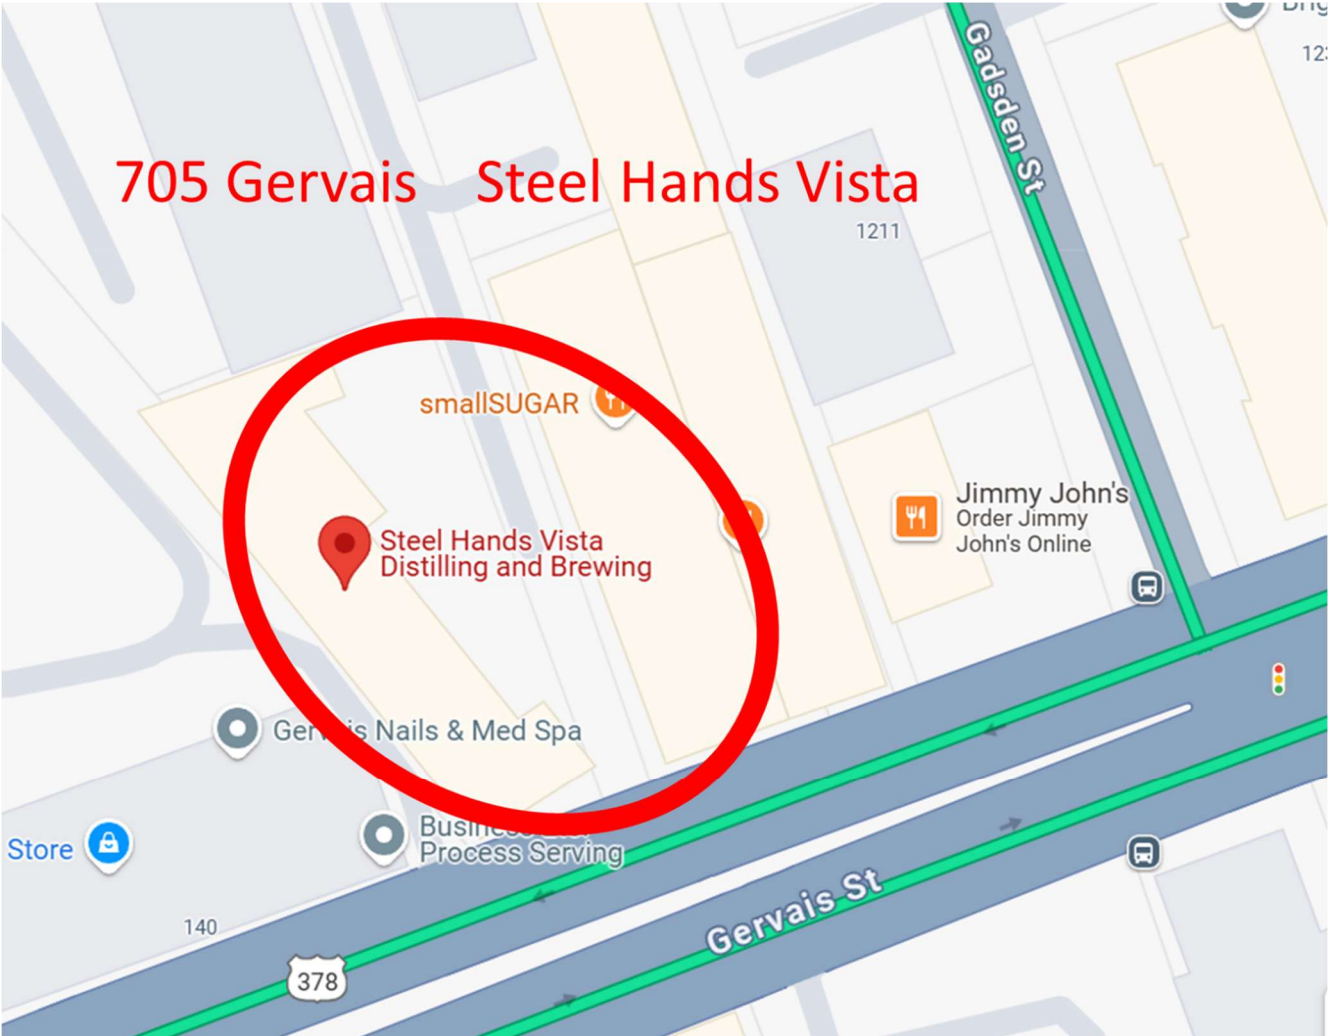 Gadsden St
705 Gervais Steel Hands Vista
1211
smallSUGAR
Jimmy John's
Order Jimmy
John's Online
Steel Hands Vista
Distilling and Brewing
Gervais Nails & Med Spa
Process Serving
Store
Gervais St
140
378